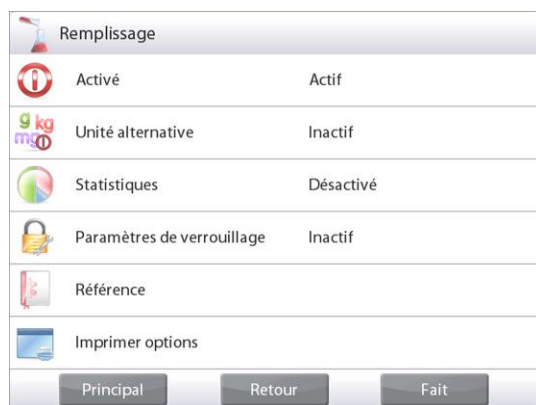 Remplissage
Activé Actif
g kg
mg
Unité alternative Inactif
Statistiques Désactivé
Paramètres de verrouillage Inactif
Référence
Imprimer options
Principal Retour Fait